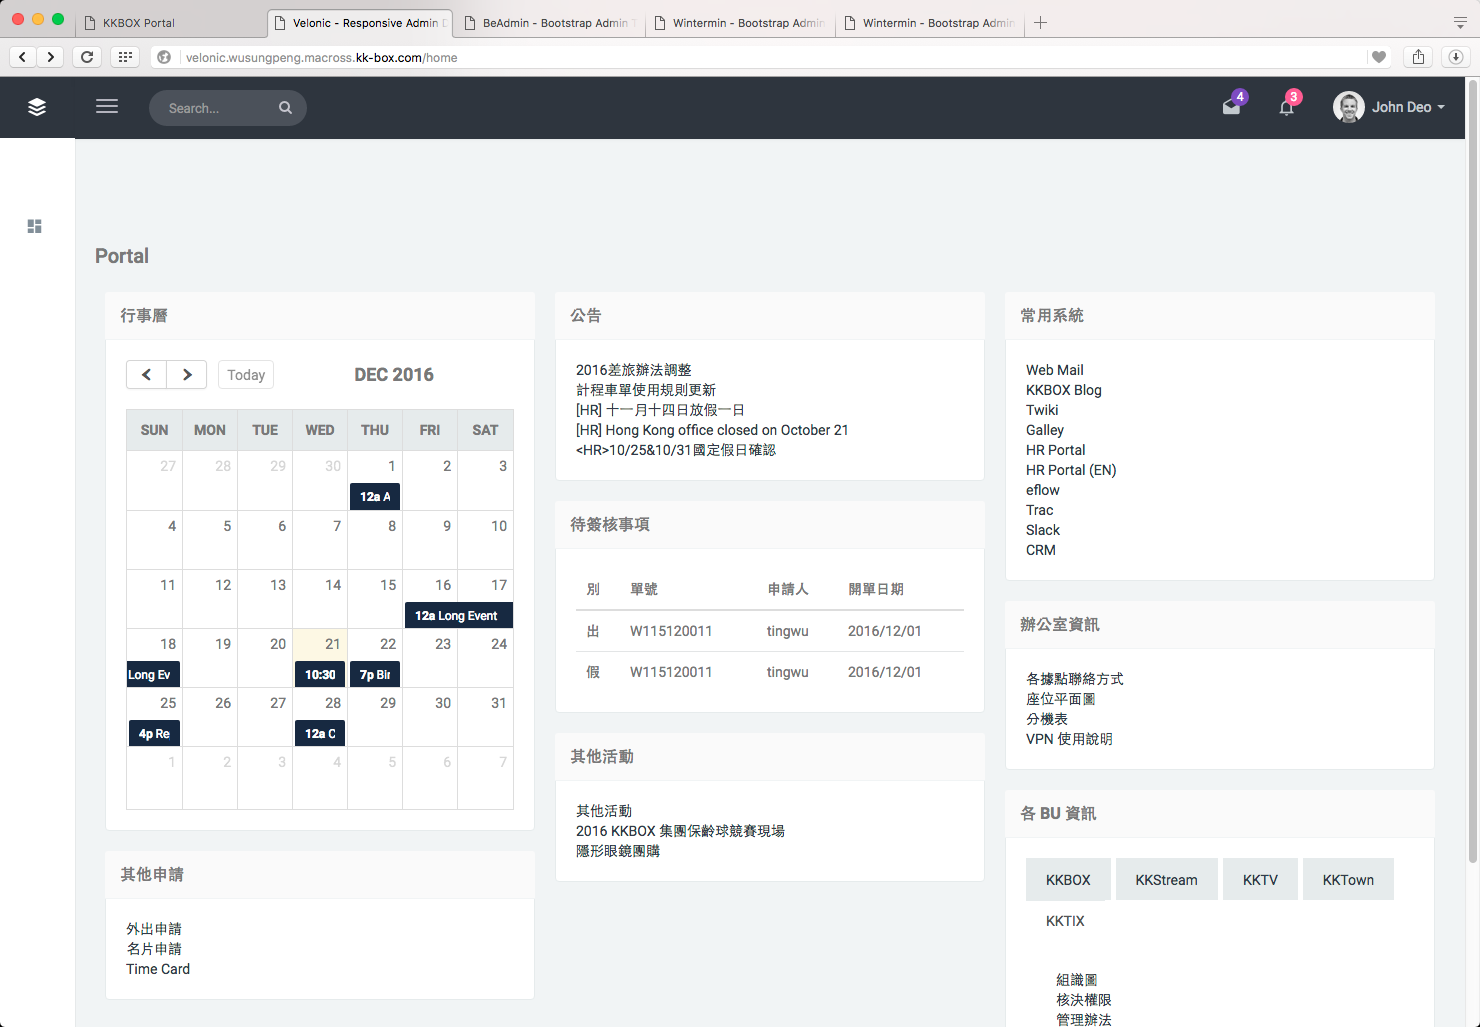 KKBOX Portal
Velonic - Responsive Admin D
BeAdmin - Bootstrap Admin T
Wintermin - Bootstrap Admin
Wintermin - Bootstrap Admin
velonic.wusungpeng.macross.kk-box.com/home
Search...
4
3
John Deo
Portal
行事曆
Today
DEC 2016
SUN MON TUE WED THU FRI SAT
27 28 29 30 1 2 3
12a A
4 5 6 7 8 9 10
11 12 13 14 15 16 17
12a Long Event
18 19 20 21 22 23 24
Long Ev 10:30 7p Bir
25 26 27 28 29 30 31
4p Re 12a C
1 2 3 4 5 6 7
其他申請
外出申請
名片申請
Time Card
公告
2016差旅辦法調整
計程車單使用規則更新
[HR] 十一月十四日放假一日
[HR] Hong Kong office closed on October 21
<HR>10/25&10/31國定假日確認
待簽核事項
別 單號 申請人 開單日期
出 W115120011 tingwu 2016/12/01
假 W115120011 tingwu 2016/12/01
其他活動
其他活動
2016 KKBOX 集團保齡球競賽現場
隱形眼鏡團購
常用系統
Web Mail
KKBOX Blog
Twiki
Galley
HR Portal
HR Portal (EN)
eflow
Trac
Slack
CRM
辦公室資訊
各據點聯絡方式
座位平面圖
分機表
VPN 使用說明
各 BU 資訊
KKBOX KKStream KKTV KKTown
KKTIX
組識圖
核決權限
管理辦法